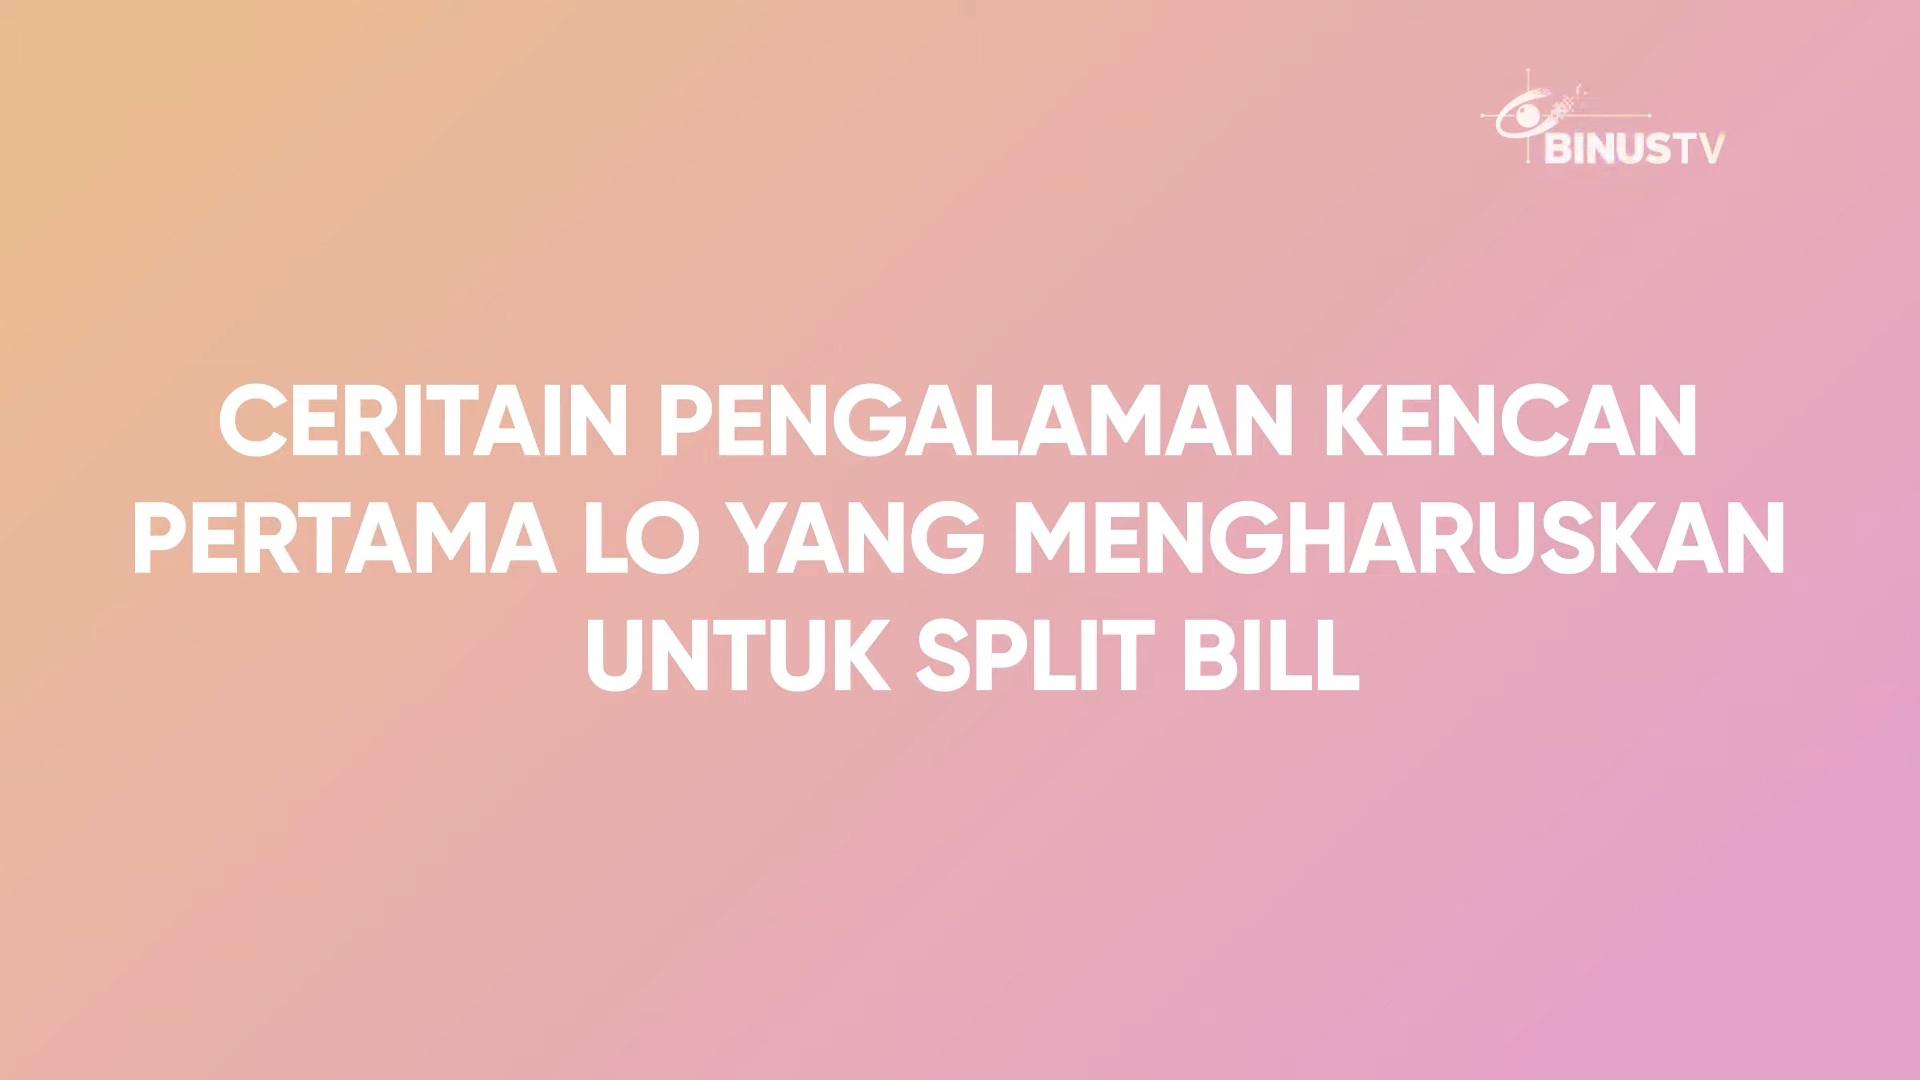 BINUSTV
CERITAIN PENGALAMAN KENCAN
PERTAMA LO YANG MENGHARUSKAN
UNTUK SPLIT BILL